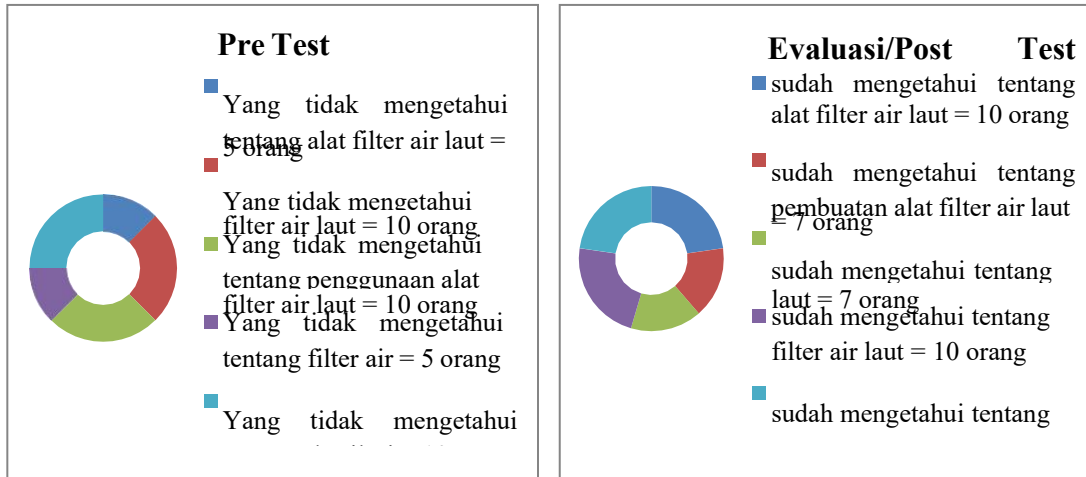 Pre Test
Yang tidak mengetahui
tentang alat filter air laut =
5 orang
Yang tidak mengetahui
filter air laut = 10 orang
Yang tidak mengetahui
tentang penggunaan alat
filter air laut = 10 orang
Yang tidak mengetahui
tentang filter air = 5 orang
Yang tidak mengetahui
Evaluasi/Post Test
sudah mengetahui tentang
alat filter air laut = 10 orang
sudah mengetahui tentang
pembuatan alat filter air laut
= 7 orang
sudah mengetahui tentang
laut = 7 orang
sudah mengetahui tentang
filter air laut = 10 orang
sudah mengetahui tentang